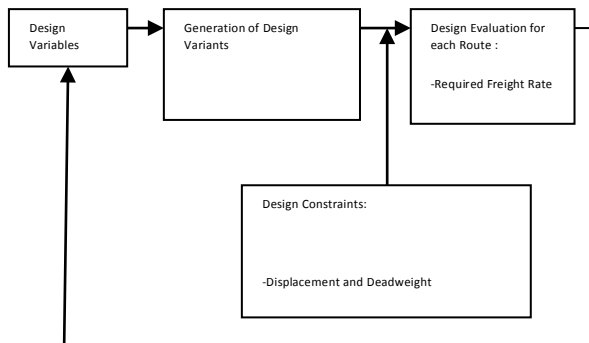 Design
Variables
Generation of Design
Variants
Design Evaluation for
each Route :
-Required Freight Rate
Design Constraints:
-Displacement and Deadweight